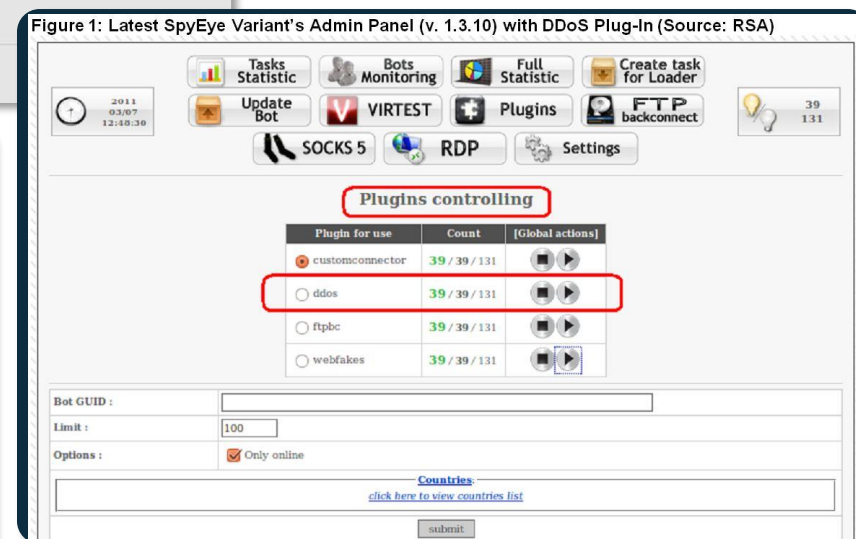 Figure 1: Latest SpyEye Variant's Admin Panel (v. 1.3.10) with DDoS Plug-In (Source: RSA)
Tasks Statistic
Bots Monitoring
Full Statistic
Create task for Loader
2011
03/07
12:48:30
Update Bot
VIRTEST
Plugins
FTP backconnect
39
131
SOCKS 5
RDP
Settings
Plugins controlling
Plugin for use Count [Global actions]
customconnector 39 / 39 / 131
ddos 39 / 39 / 131
ftpbc 39 / 39 / 131
webfakes 39 / 39 / 131
Bot GUID :
Limit : 100
Options : Only online
Countries:
click here to view countries list
submit